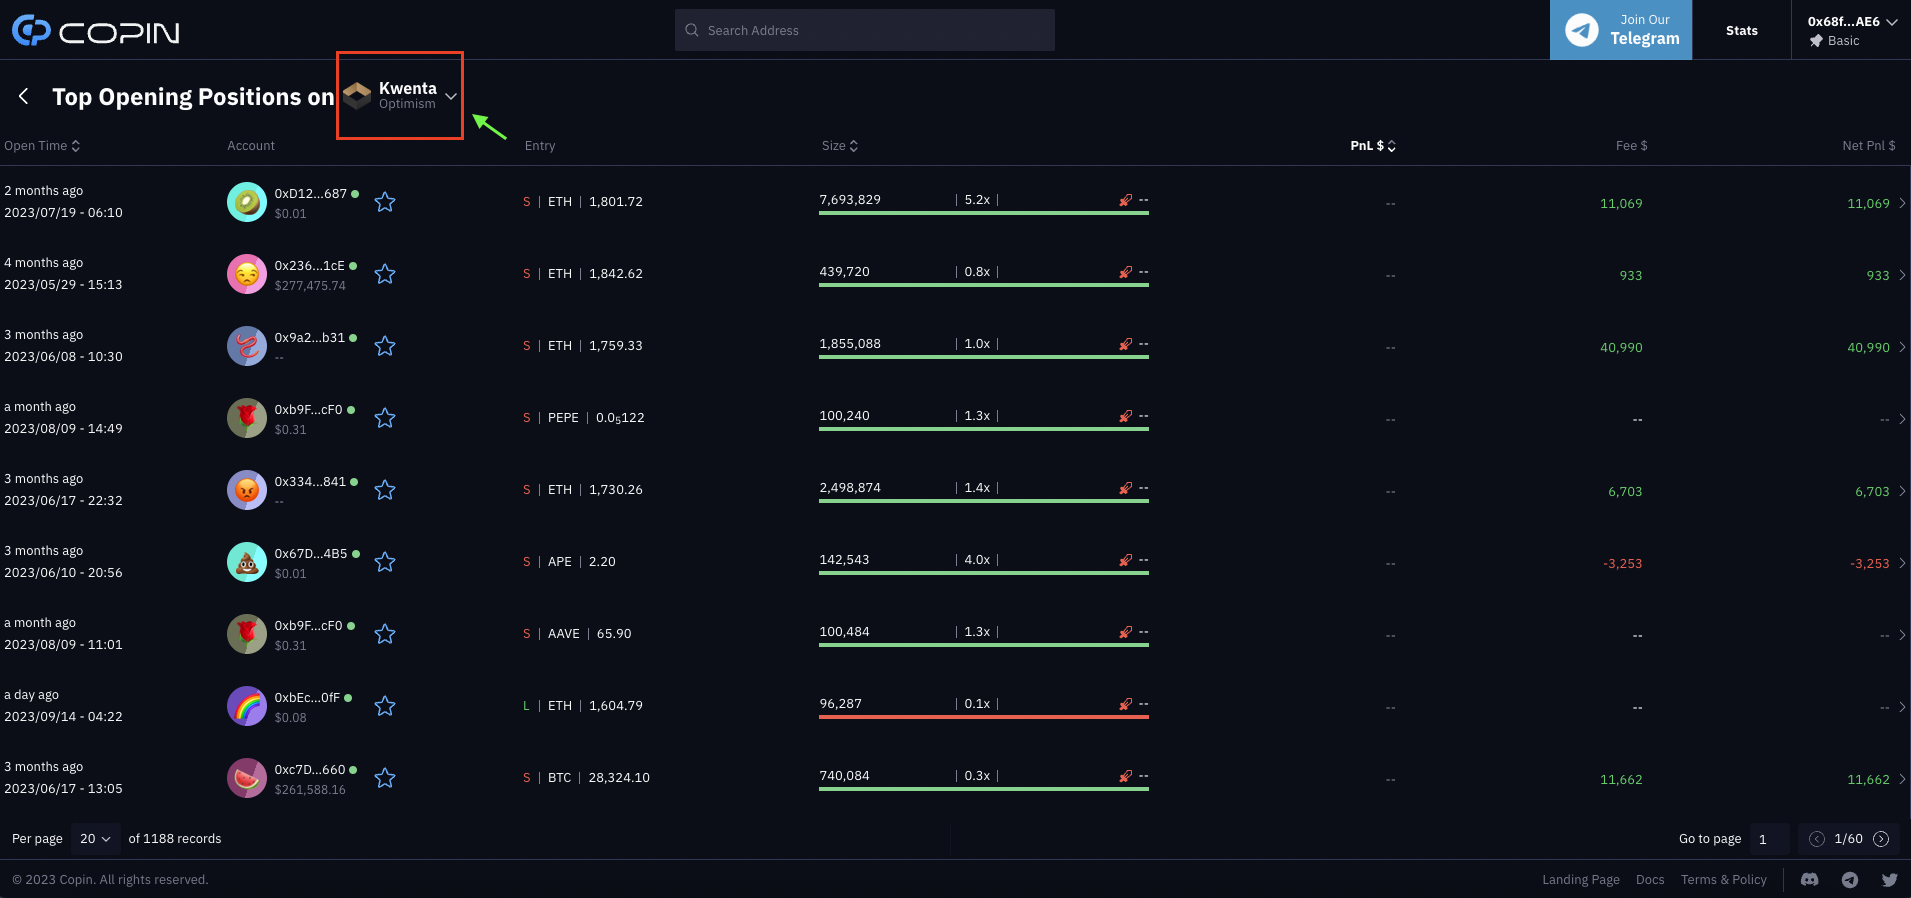 COPIN
Search Address
Join Our
Telegram
Stats
0x68f...AE6
Basic
Top Opening Positions on
Kwenta
Optimism
Open Time Account Entry Size PnL $ Fee $ Net Pnl $
2 months ago
2023/07/19 - 06:10
0xD12...687
$0.01
S | ETH | 1,801.72
7,693,829 | 5.2x | --
-- 11,069 11,069
4 months ago
2023/05/29 - 15:13
0x236...1cE
$277,475.74
S | ETH | 1,842.62
439,720 | 0.8x | --
-- 933 933
3 months ago
2023/06/08 - 10:30
0x9a2...b31
--
S | ETH | 1,759.33
1,855,088 | 1.0x | --
-- 40,990 40,990
a month ago
2023/08/09 - 14:49
0xb9F...cF0
$0.31
S | PEPE | 0.0₅122
100,240 | 1.3x | --
-- -- --
3 months ago
2023/06/17 - 22:32
0x334...841
--
S | ETH | 1,730.26
2,498,874 | 1.4x | --
-- 6,703 6,703
3 months ago
2023/06/10 - 20:56
0x67D...4B5
$0.01
S | APE | 2.20
142,543 | 4.0x | --
-- -3,253 -3,253
a month ago
2023/08/09 - 11:01
0xb9F...cF0
$0.31
S | AAVE | 65.90
100,484 | 1.3x | --
-- -- --
a day ago
2023/09/14 - 04:22
0xbEc...0fF
$0.08
L | ETH | 1,604.79
96,287 | 0.1x | --
-- -- --
3 months ago
2023/06/17 - 13:05
0xc7D...660
$261,588.16
S | BTC | 28,324.10
740,084 | 0.3x | --
-- 11,662 11,662
Per page 20 of 1188 records
Go to page 1 1/60
© 2023 Copin. All rights reserved.
Landing Page Docs Terms & Policy